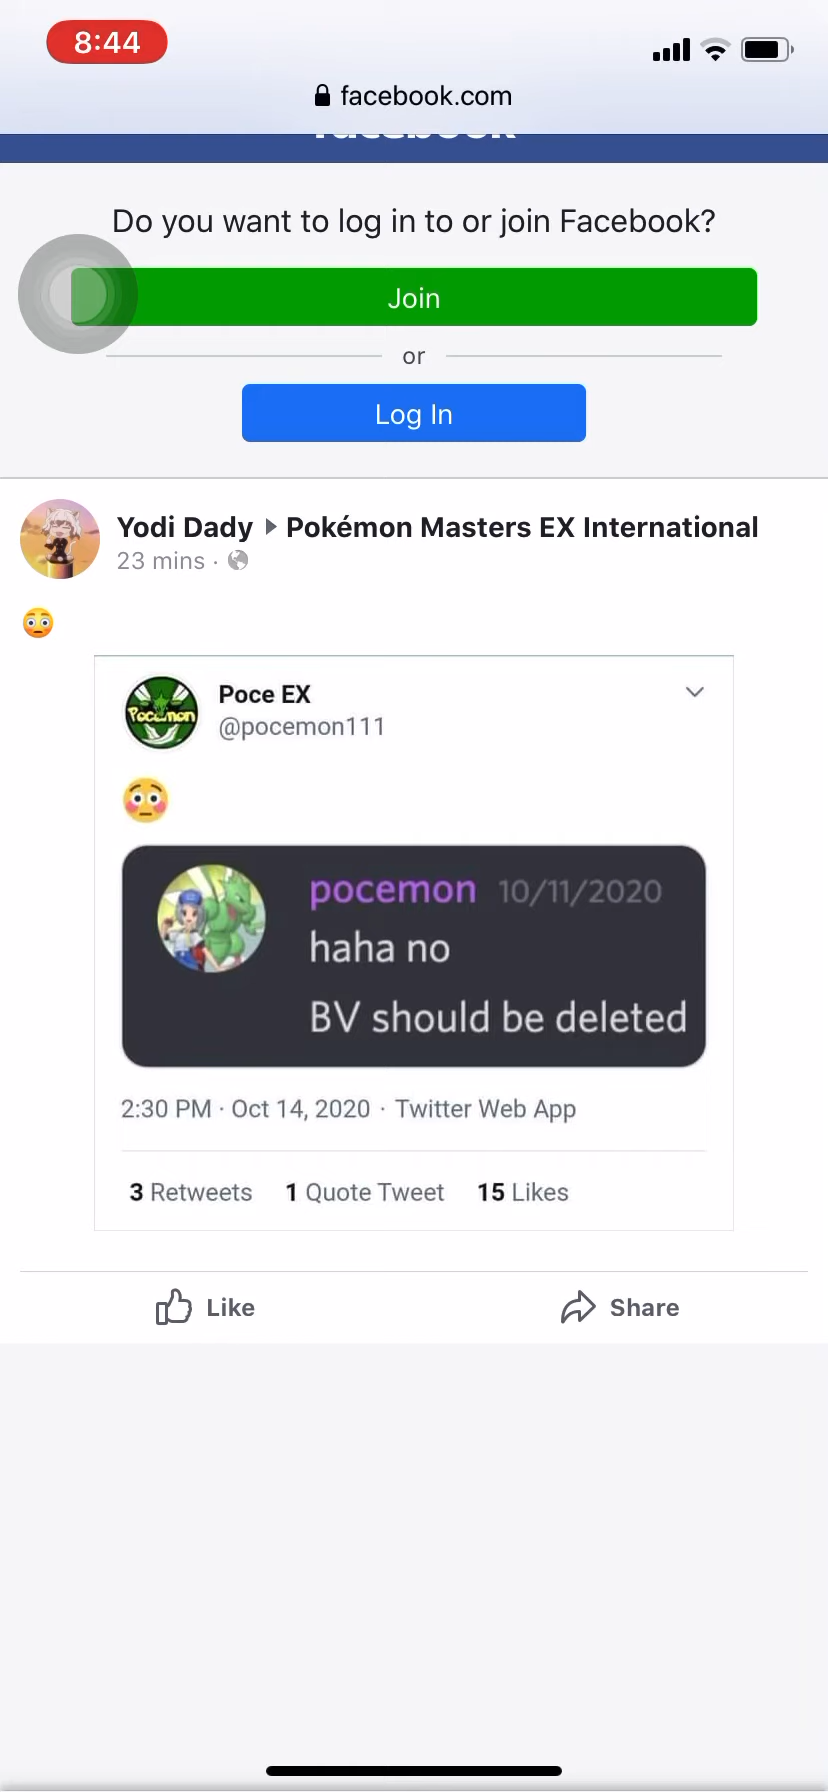 8:44
facebook.com
facebook
Do you want to log in to or join Facebook?
Join
or
Log In
Yodi Dady ▸ Pokémon Masters EX International
23 mins ·
😳
Poce EX
@pocemon111
Pocemon
😳
pocemon 10/11/2020
haha no
BV should be deleted
2:30 PM · Oct 14, 2020 · Twitter Web App
3 Retweets 1 Quote Tweet 15 Likes
Like Share